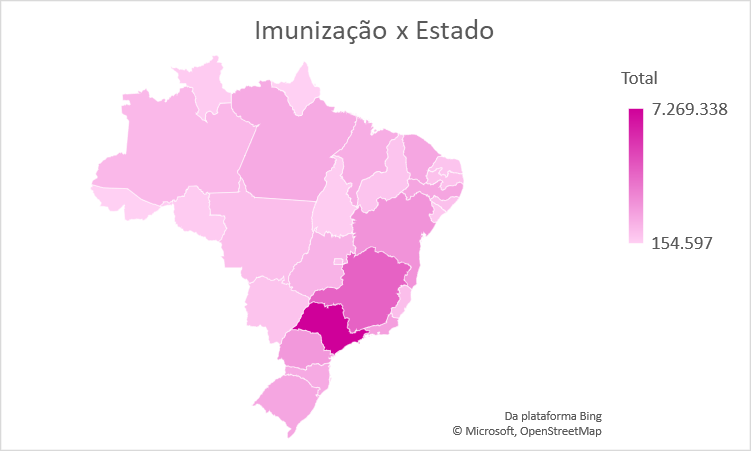 Imunização x Estado
Total
7.269.338
154.597
Da plataforma Bing
© Microsoft, OpenStreetMap